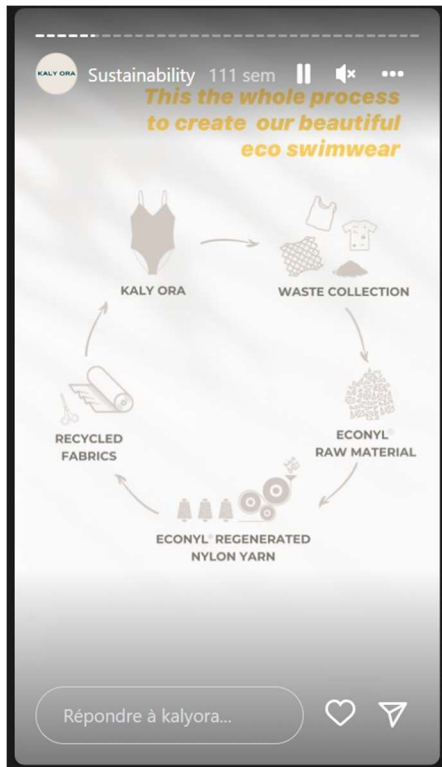 KALY ORA
Sustainability 111 sem
This the whole process
to create our beautiful
eco swimwear
KALY ORA
WASTE COLLECTION
ECONYL®
RAW MATERIAL
RECYCLED
FABRICS
ECONYL® REGENERATED
NYLON YARN
Répondre à kalyora...